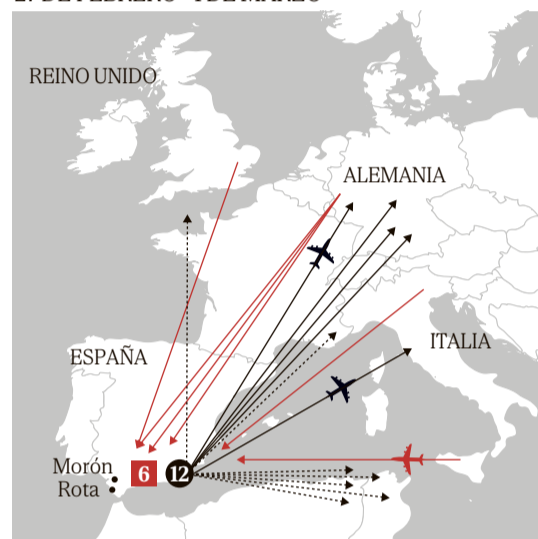 REINO UNIDO
ALEMANIA
ITALIA
ESPAÑA
Morón
Rota
6
12